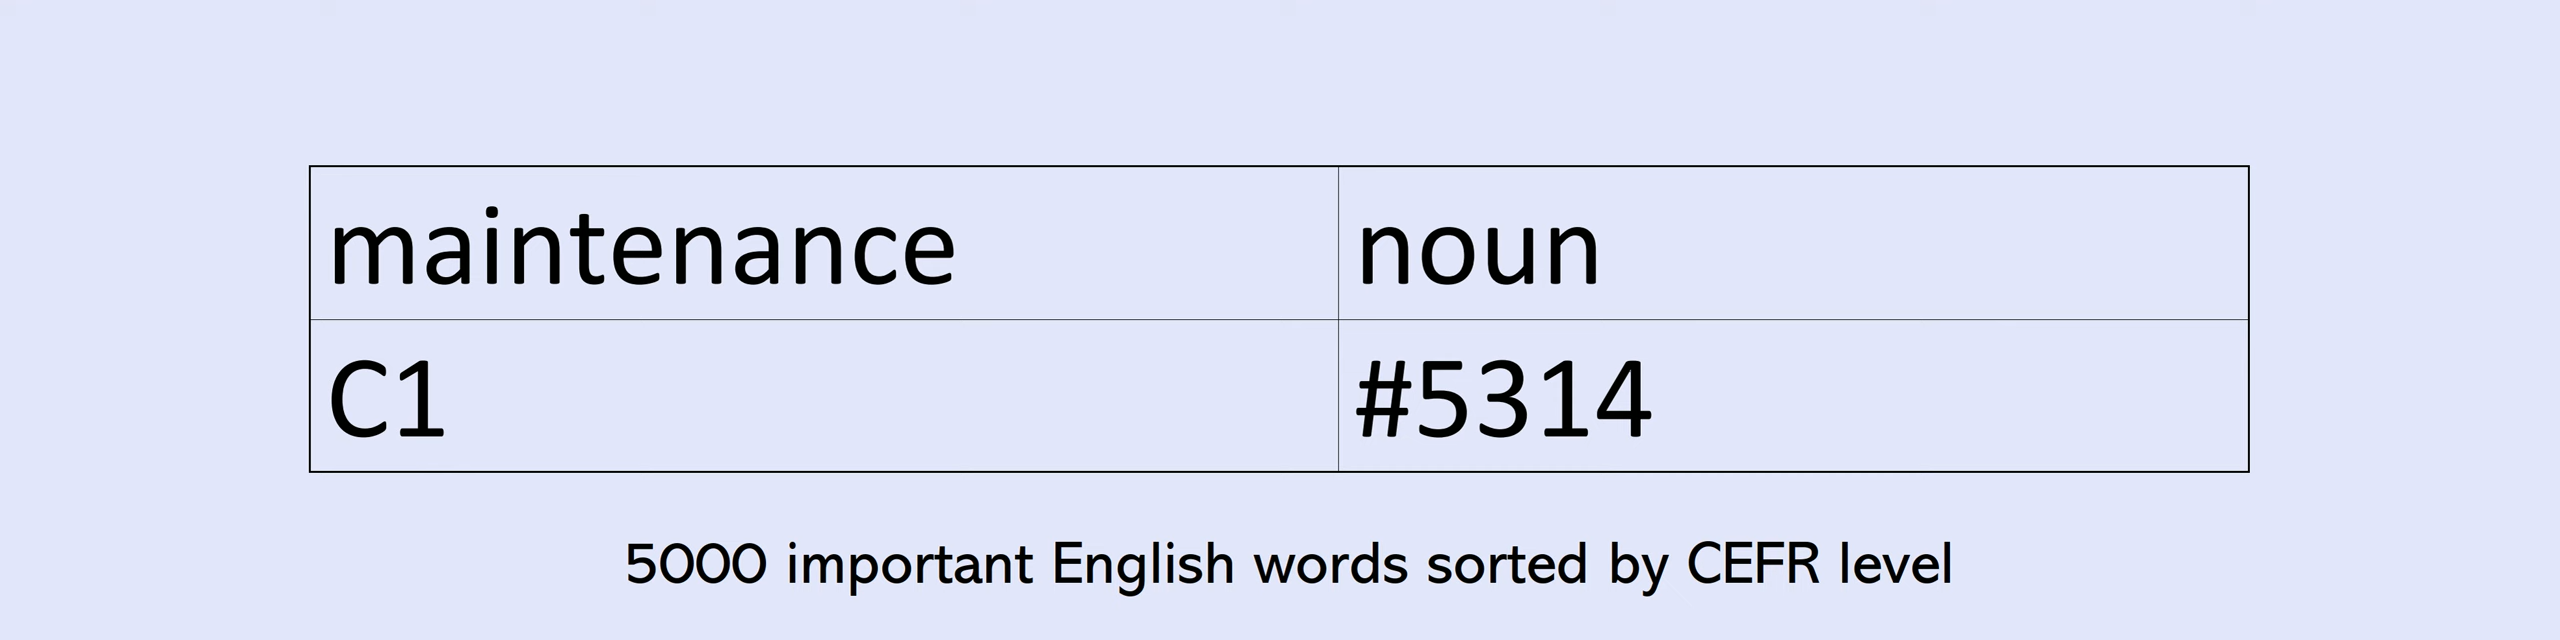 maintenance noun
C1 #5314
5000 important English words sorted by CEFR level